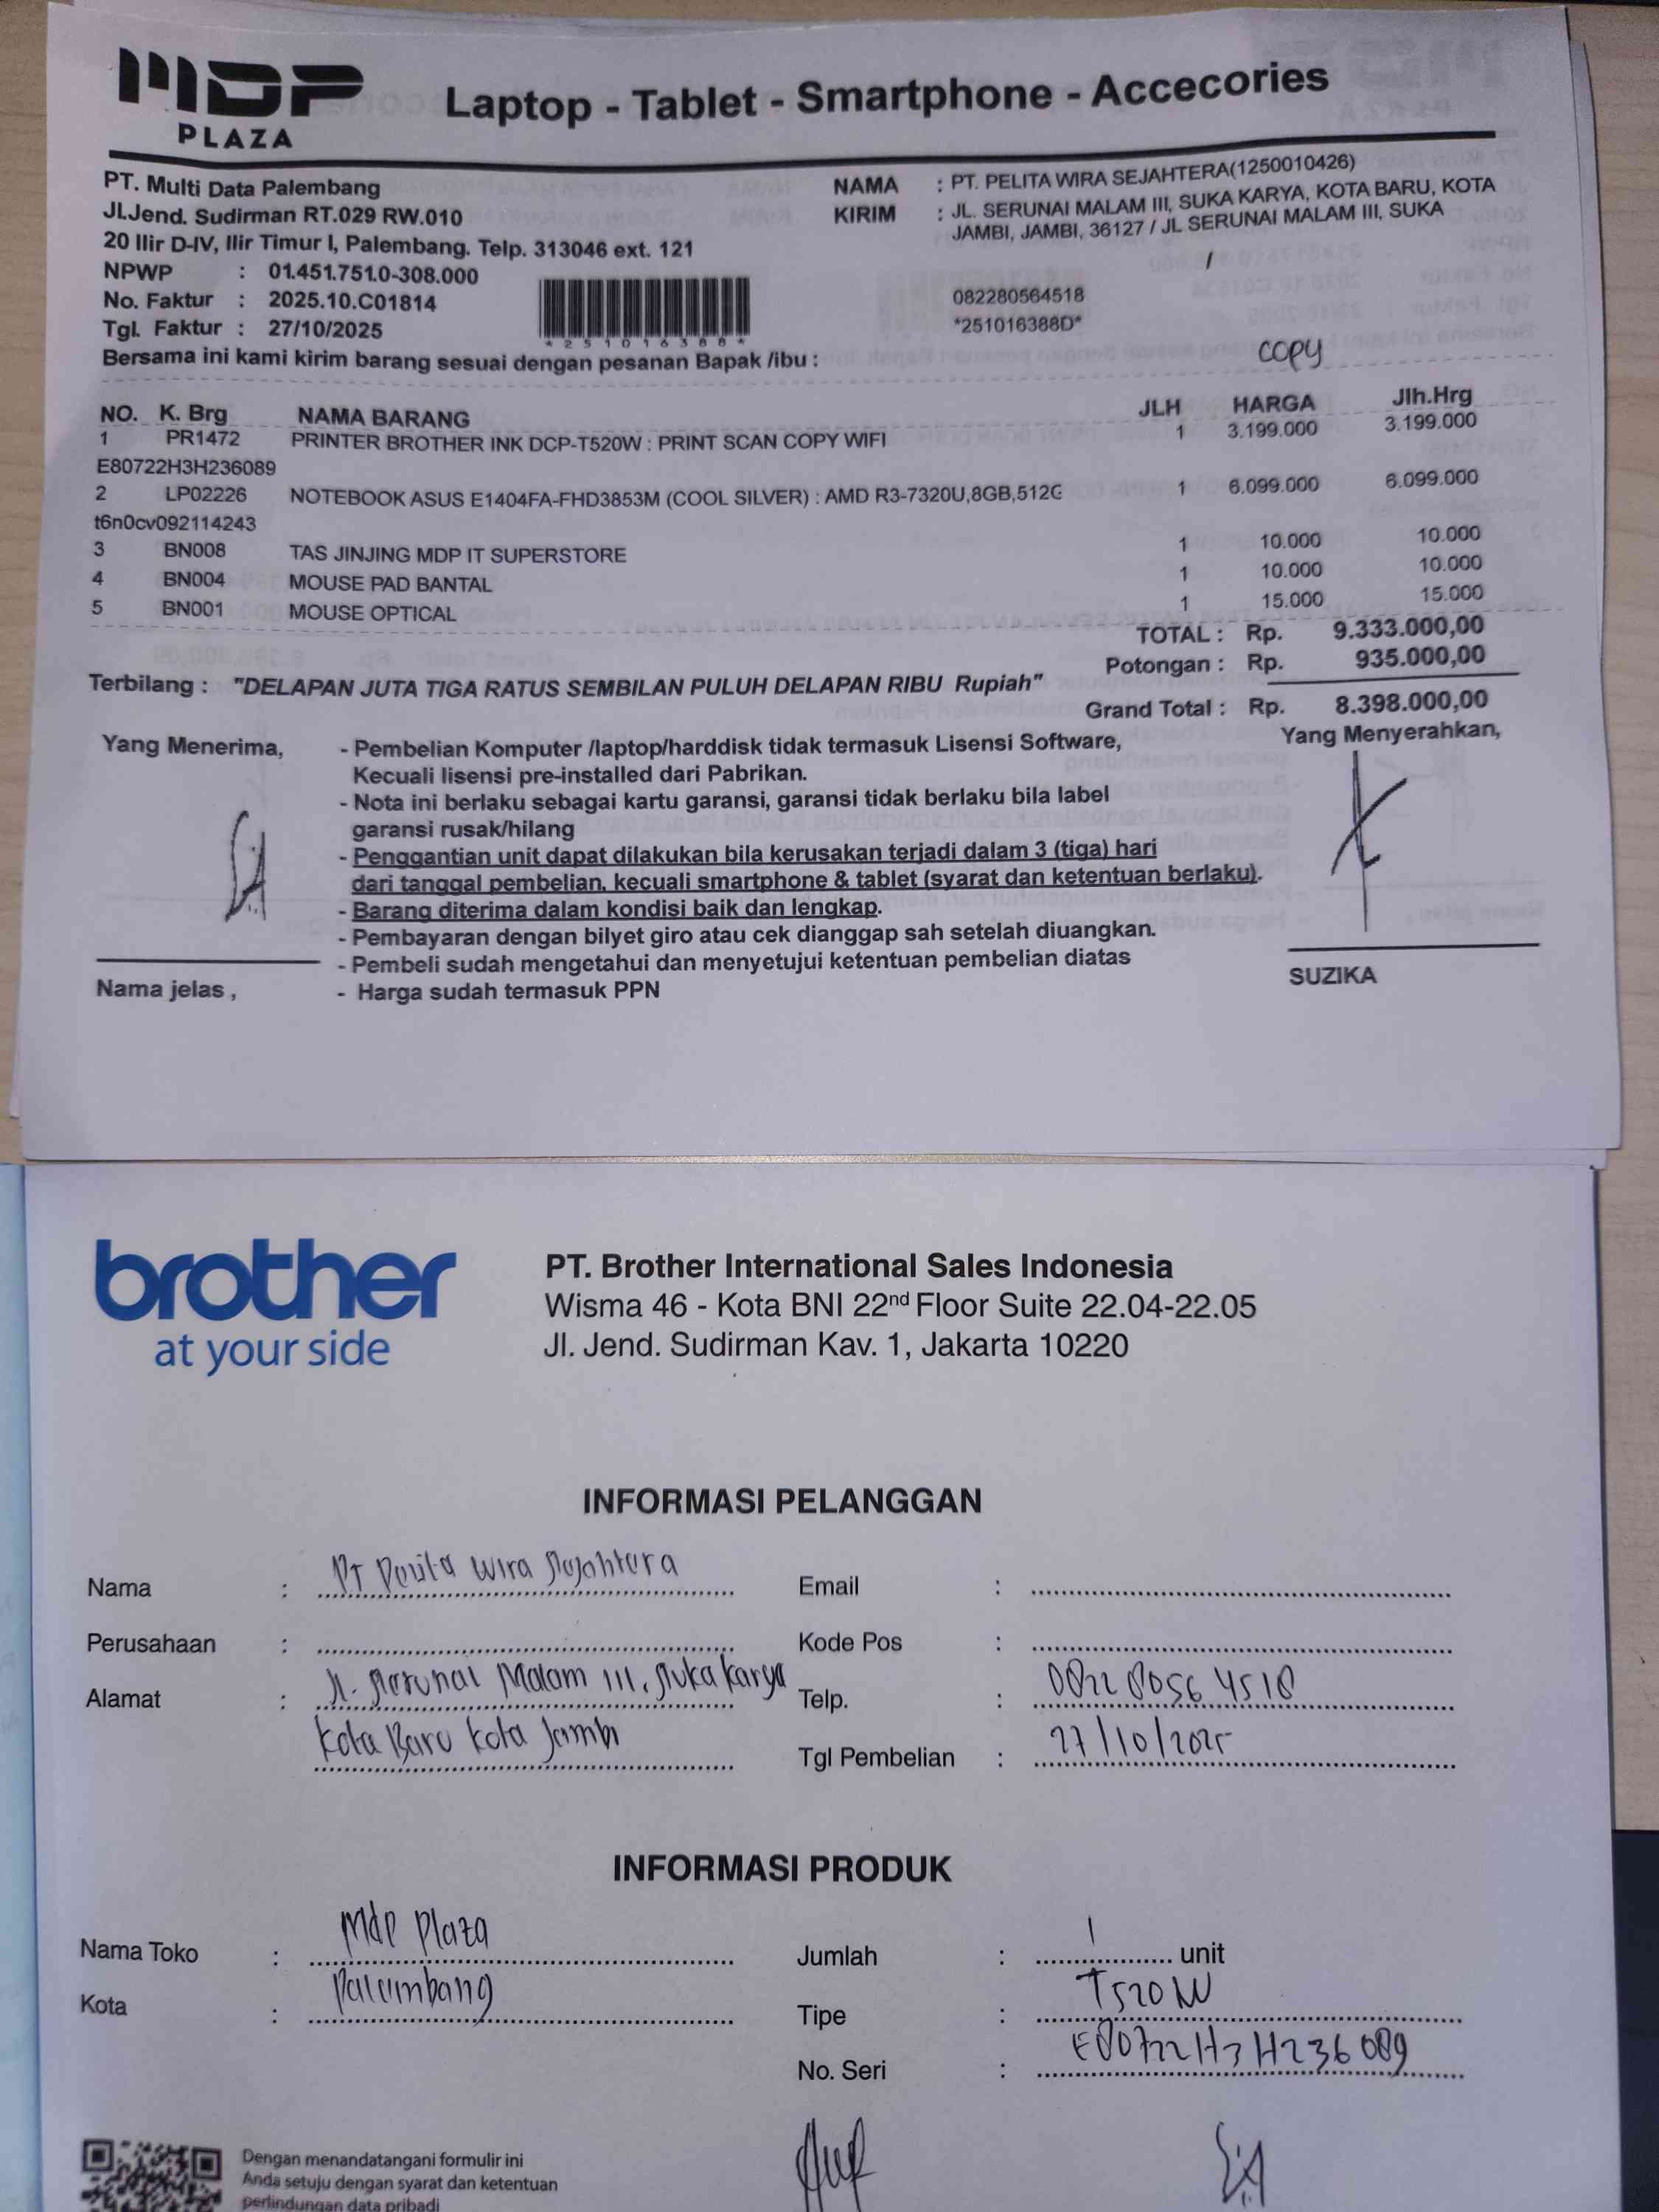 MDP
PLAZA
Laptop - Tablet - Smartphone - Accecories
PT. Multi Data Palembang
Jl.Jend. Sudirman RT.029 RW.010
20 Ilir D-IV, Ilir Timur I, Palembang. Telp. 313046 ext. 121
NPWP : 01.451.751.0-308.000
No. Faktur : 2025.10.C01814
Tgl. Faktur : 27/10/2025
*251016388*
NAMA : PT. PELITA WIRA SEJAHTERA(1250010426)
KIRIM : JL. SERUNAI MALAM III, SUKA KARYA, KOTA BARU, KOTA
JAMBI, JAMBI, 36127 / JL SERUNAI MALAM III, SUKA
/
082280564518
*251016388D*
Bersama ini kami kirim barang sesuai dengan pesanan Bapak /ibu :
COPY
NO. K. Brg NAMA BARANG JLH HARGA Jlh.Hrg
1 PR1472 PRINTER BROTHER INK DCP-T520W : PRINT SCAN COPY WIFI 1 3.199.000 3.199.000
E80722H3H236089
2 LP02226 NOTEBOOK ASUS E1404FA-FHD3853M (COOL SILVER) : AMD R3-7320U,8GB,512G 1 6.099.000 6.099.000
t6n0cv092114243
3 BN008 TAS JINJING MDP IT SUPERSTORE 1 10.000 10.000
4 BN004 MOUSE PAD BANTAL 1 10.000 10.000
5 BN001 MOUSE OPTICAL 1 15.000 15.000
TOTAL : Rp. 9.333.000,00
Potongan : Rp. 935.000,00
Terbilang : "DELAPAN JUTA TIGA RATUS SEMBILAN PULUH DELAPAN RIBU Rupiah"
Grand Total : Rp. 8.398.000,00
Yang Menerima,
- Pembelian Komputer /laptop/harddisk tidak termasuk Lisensi Software,
Kecuali lisensi pre-installed dari Pabrikan.
- Nota ini berlaku sebagai kartu garansi, garansi tidak berlaku bila label
garansi rusak/hilang
- Penggantian unit dapat dilakukan bila kerusakan terjadi dalam 3 (tiga) hari
dari tanggal pembelian, kecuali smartphone & tablet (syarat dan ketentuan berlaku).
- Barang diterima dalam kondisi baik dan lengkap.
- Pembayaran dengan bilyet giro atau cek dianggap sah setelah diuangkan.
- Pembeli sudah mengetahui dan menyetujui ketentuan pembelian diatas
- Harga sudah termasuk PPN
Nama jelas ,
Yang Menyerahkan,
SUZIKA
brother
at your side
PT. Brother International Sales Indonesia
Wisma 46 - Kota BNI 22nd Floor Suite 22.04-22.05
Jl. Jend. Sudirman Kav. 1, Jakarta 10220
INFORMASI PELANGGAN
Nama : PT Pelita Wira Sejahtera
Email :
Perusahaan :
Kode Pos :
Alamat : Jl. Serunai Malam III. Suka karya
Kota Baru Kota Jambi
Telp. : 082280564518
Tgl Pembelian : 27/10/2025
INFORMASI PRODUK
Nama Toko : Mdp Plaza
Jumlah : 1 unit
Kota : Palembang
Tipe : T520W
No. Seri : E80722H3H236089
Dengan menandatangani formulir ini
Anda setuju dengan syarat dan ketentuan
perlindungan data pribadi